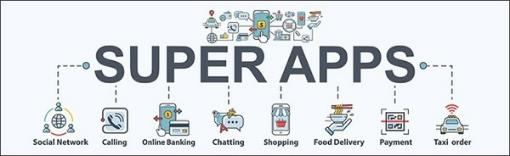 SUPER APPS
Social Network
Calling
Online Banking
Chatting
Shopping
Food Delivery
Payment
Taxi order